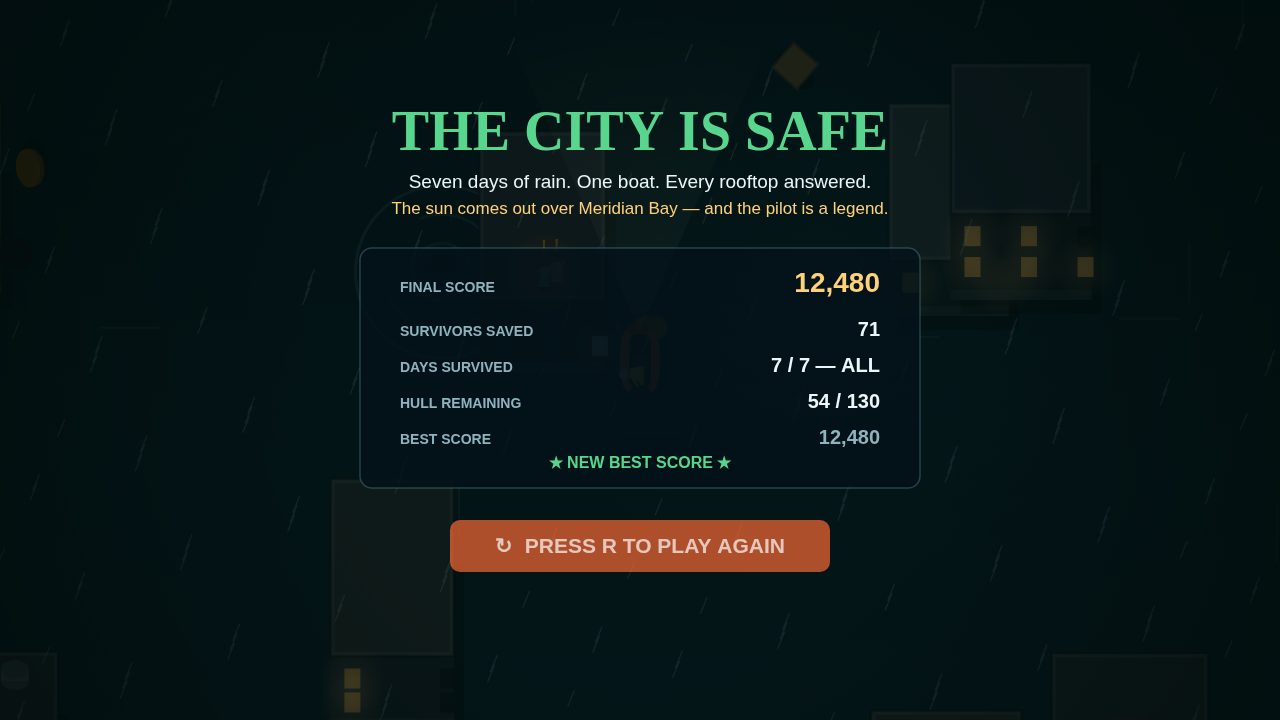 THE CITY IS SAFE
Seven days of rain. One boat. Every rooftop answered.
The sun comes out over Meridian Bay — and the pilot is a legend.
FINAL SCORE 12,480
SURVIVORS SAVED 71
DAYS SURVIVED 7 / 7 — ALL
HULL REMAINING 54 / 130
BEST SCORE 12,480
★ NEW BEST SCORE ★
↻ PRESS R TO PLAY AGAIN